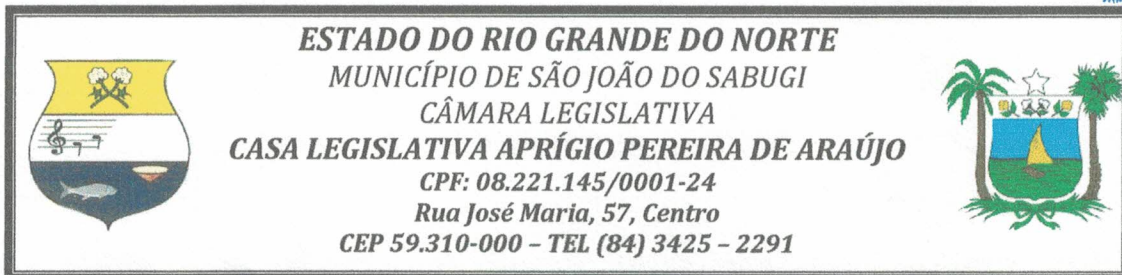 ESTADO DO RIO GRANDE DO NORTE
MUNICÍPIO DE SÃO JOÃO DO SABUGI
CÂMARA LEGISLATIVA
CASA LEGISLATIVA APRÍGIO PEREIRA DE ARAÚJO
CPF: 08.221.145/0001-24
Rua José Maria, 57, Centro
CEP 59.310-000 – TEL (84) 3425 – 2291